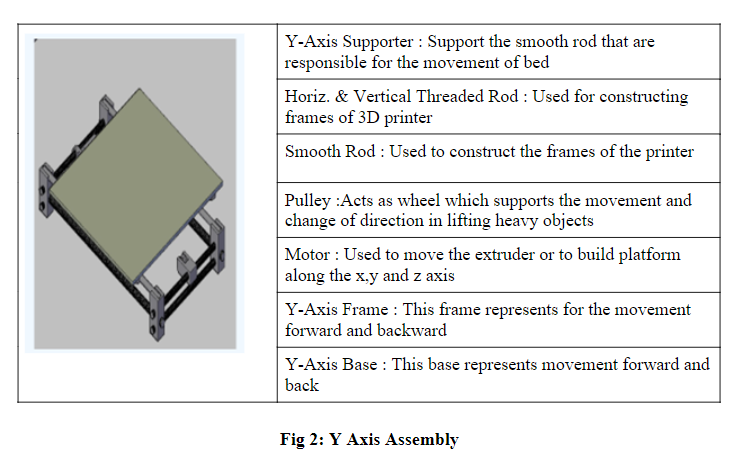 Y-Axis Supporter : Support the smooth rod that are
responsible for the movement of bed
Horiz. & Vertical Threaded Rod : Used for constructing
frames of 3D printer
Smooth Rod : Used to construct the frames of the printer
Pulley :Acts as wheel which supports the movement and
change of direction in lifting heavy objects
Motor : Used to move the extruder or to build platform
along the x,y and z axis
Y-Axis Frame : This frame represents for the movement
forward and backward
Y-Axis Base : This base represents movement forward and
back
Fig 2: Y Axis Assembly